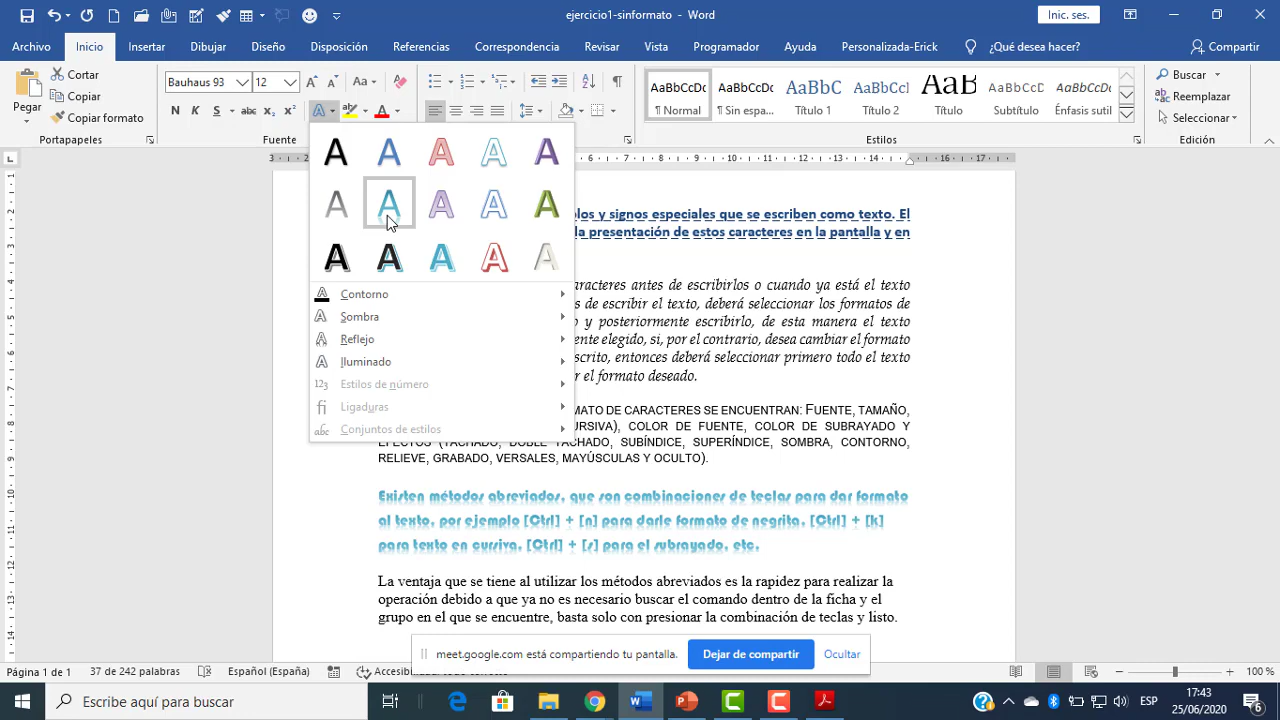 ejercicio1-sinformato - Word
Inic. ses.
Archivo Inicio Insertar Dibujar Diseño Disposición Referencias Correspondencia Revisar Vista Programador Ayuda Personalizada-Erick ¿Qué desea hacer? Compartir
Pegar
Cortar
Copiar
Copiar formato
Portapapeles
Bauhaus 93 12 Aa
N K S abc x₂ x²
Fuente
AaBbCcDc AaBbCcDc AaBbC AaBbCcl AaBb AaBbCcD AaBbCcDc
¶ Normal ¶ Sin espa... Título 1 Título 2 Título Subtítulo Énfasis sutil
Estilos
Buscar
Reemplazar
Seleccionar
Edición
A A A A A
A A A A A
A A A A A
Contorno
Sombra
Reflejo
Iluminado
Estilos de número
Ligaduras
Conjuntos de estilos
los y signos especiales que se escriben como texto. El
la presentación de estos caracteres en la pantalla y en
caracteres antes de escribirlos o cuando ya está el texto
s de escribir el texto, deberá seleccionar los formatos de
o y posteriormente escribirlo, de esta manera el texto
ente elegido, si, por el contrario, desea cambiar el formato
scrito, entonces deberá seleccionar primero todo el texto
r el formato deseado.
MATO DE CARACTERES SE ENCUENTRAN: FUENTE, TAMAÑO,
URSIVA), COLOR DE FUENTE, COLOR DE SUBRAYADO Y
EFECTOS (TACHADO, DOBLE TACHADO, SUBÍNDICE, SUPERÍNDICE, SOMBRA, CONTORNO,
RELIEVE, GRABADO, VERSALES, MAYÚSCULAS Y OCULTO).
Existen métodos abreviados, que son combinaciones de teclas para dar formato
al texto, por ejemplo [Ctrl] + [n] para darle formato de negrita, [Ctrl] + [k]
para texto en cursiva, [Ctrl] + [s] para el subrayado, etc.
La ventaja que se tiene al utilizar los métodos abreviados es la rapidez para realizar la
operación debido a que ya no es necesario buscar el comando dentro de la ficha y el
grupo en el que se encuentre, basta solo con presionar la combinación de teclas y listo.
meet.google.com está compartiendo tu pantalla. Dejar de compartir Ocultar
Página 1 de 1 37 de 242 palabras Español (España) 100 %
Escribe aquí para buscar
ESP
17:43
25/06/2020
6